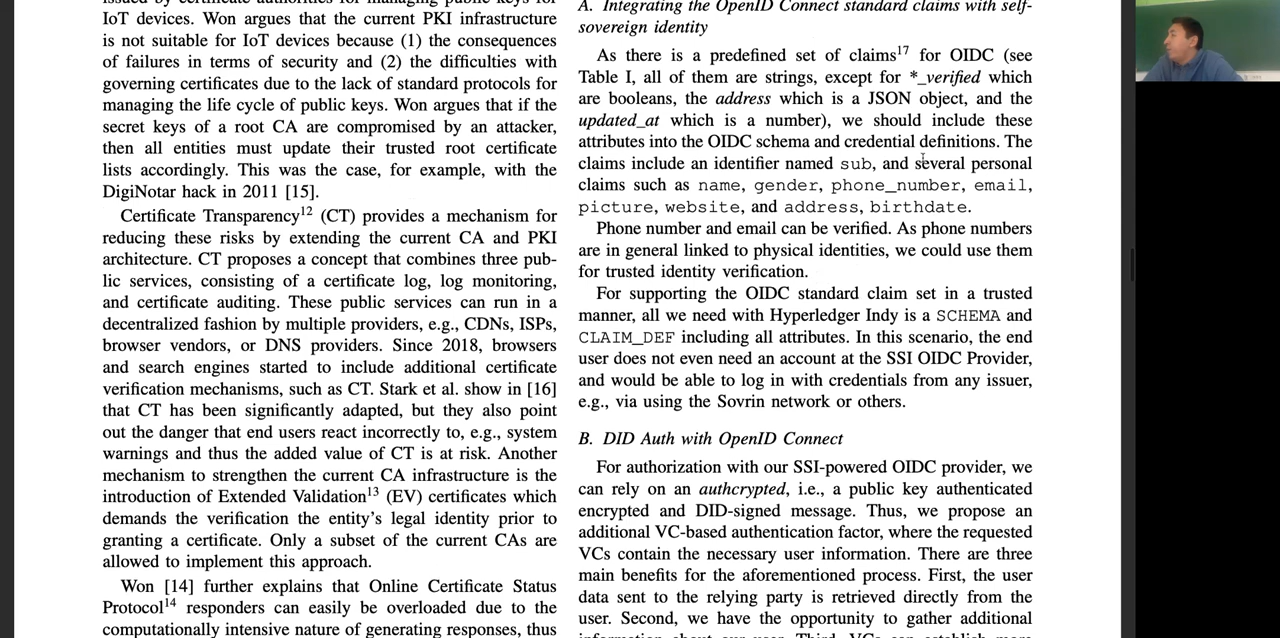 IoT devices. Won argues that the current PKI infrastructure
is not suitable for IoT devices because (1) the consequences
of failures in terms of security and (2) the difficulties with
governing certificates due to the lack of standard protocols for
managing the life cycle of public keys. Won argues that if the
secret keys of a root CA are compromised by an attacker,
then all entities must update their trusted root certificate
lists accordingly. This was the case, for example, with the
DigiNotar hack in 2011 [15].
Certificate Transparency¹² (CT) provides a mechanism for
reducing these risks by extending the current CA and PKI
architecture. CT proposes a concept that combines three pub-
lic services, consisting of a certificate log, log monitoring,
and certificate auditing. These public services can run in a
decentralized fashion by multiple providers, e.g., CDNs, ISPs,
browser vendors, or DNS providers. Since 2018, browsers
and search engines started to include additional certificate
verification mechanisms, such as CT. Stark et al. show in [16]
that CT has been significantly adapted, but they also point
out the danger that end users react incorrectly to, e.g., system
warnings and thus the added value of CT is at risk. Another
mechanism to strengthen the current CA infrastructure is the
introduction of Extended Validation¹³ (EV) certificates which
demands the verification the entity's legal identity prior to
granting a certificate. Only a subset of the current CAs are
allowed to implement this approach.
Won [14] further explains that Online Certificate Status
Protocol¹⁴ responders can easily be overloaded due to the
computationally intensive nature of generating responses, thus
A. Integrating the OpenID Connect standard claims with self-
sovereign identity
As there is a predefined set of claims¹⁷ for OIDC (see
Table I, all of them are strings, except for *_verified which
are booleans, the address which is a JSON object, and the
updated_at which is a number), we should include these
attributes into the OIDC schema and credential definitions. The
claims include an identifier named sub, and several personal
claims such as name, gender, phone_number, email,
picture, website, and address, birthdate.
Phone number and email can be verified. As phone numbers
are in general linked to physical identities, we could use them
for trusted identity verification.
For supporting the OIDC standard claim set in a trusted
manner, all we need with Hyperledger Indy is a SCHEMA and
CLAIM_DEF including all attributes. In this scenario, the end
user does not even need an account at the SSI OIDC Provider,
and would be able to log in with credentials from any issuer,
e.g., via using the Sovrin network or others.
B. DID Auth with OpenID Connect
For authorization with our SSI-powered OIDC provider, we
can rely on an authcrypted, i.e., a public key authenticated
encrypted and DID-signed message. Thus, we propose an
additional VC-based authentication factor, where the requested
VCs contain the necessary user information. There are three
main benefits for the aforementioned process. First, the user
data sent to the relying party is retrieved directly from the
user. Second, we have the opportunity to gather additional